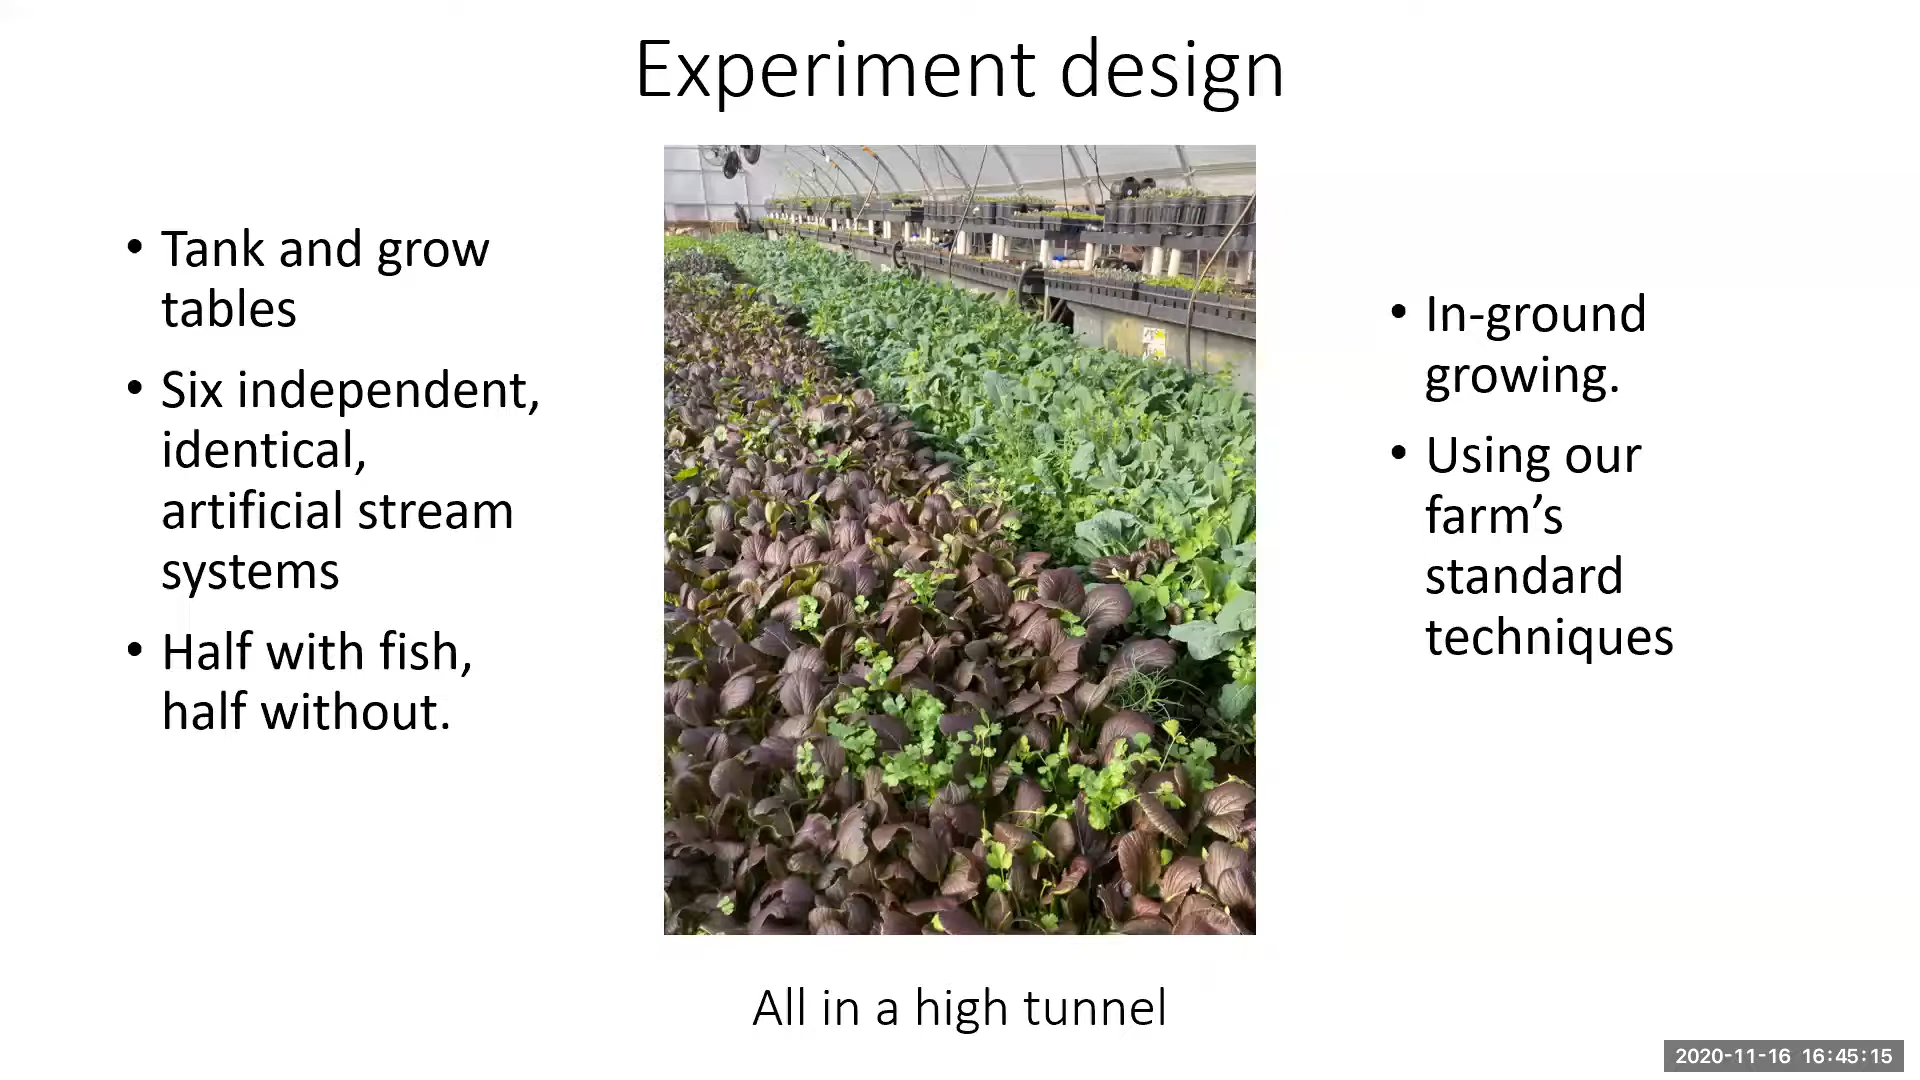 Experiment design
• Tank and grow
tables
• Six independent,
identical,
artificial stream
systems
• Half with fish,
half without.
• In-ground
growing.
• Using our
farm’s
standard
techniques
All in a high tunnel
2020-11-16 16:45:15